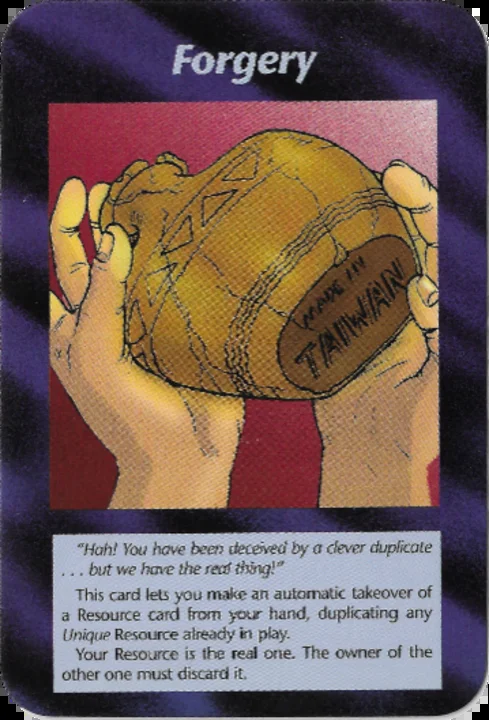 Forgery
MADE IN
TAIWAN
"Hah! You have been deceived by a clever duplicate
. . . but we have the real thing!"
This card lets you make an automatic takeover of
a Resource card from your hand, duplicating any
Unique Resource already in play.
Your Resource is the real one. The owner of the
other one must discard it.